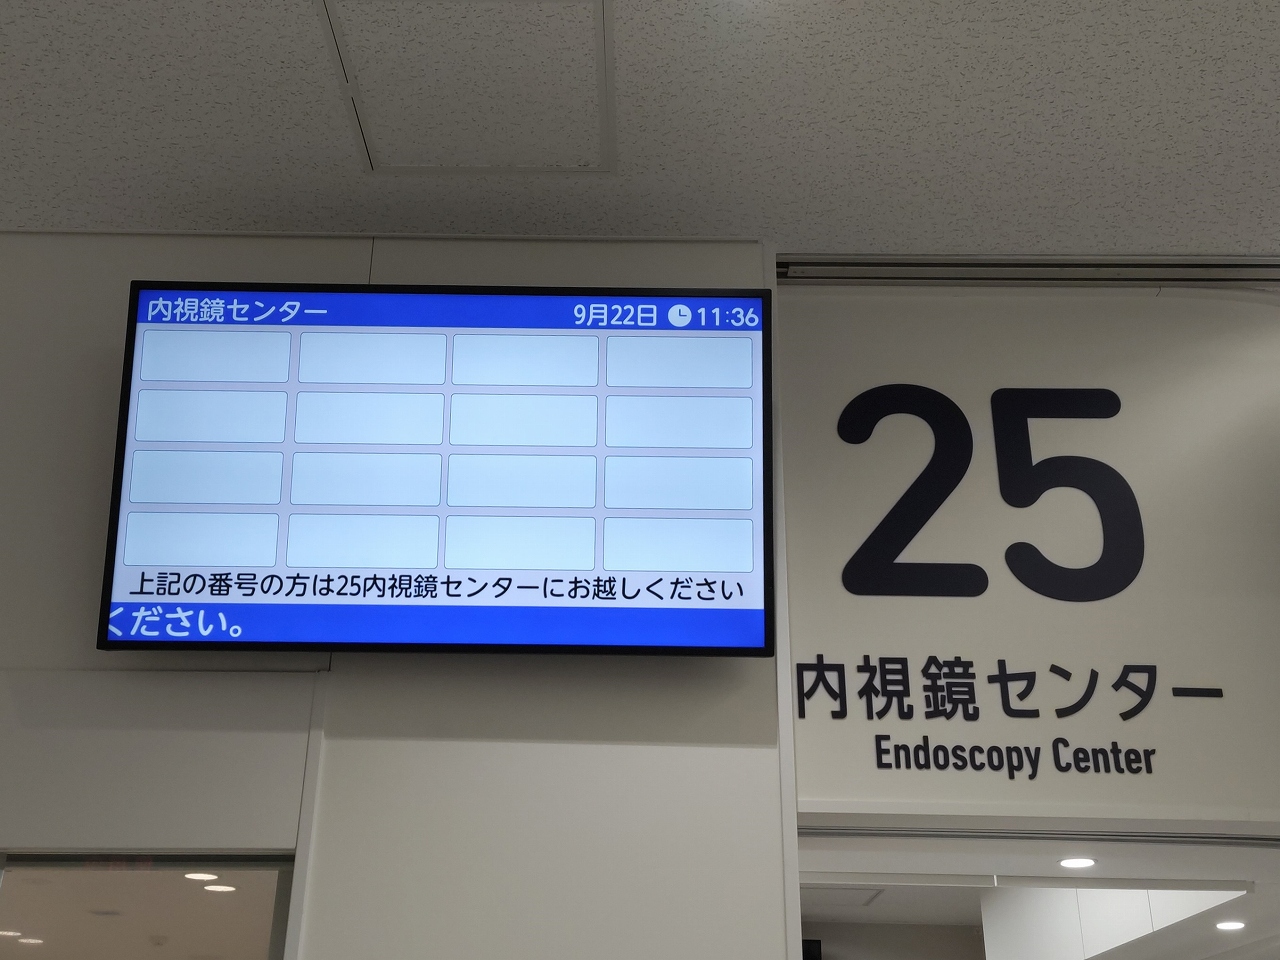 内視鏡センター
9月22日 11:36
上記の番号の方は25内視鏡センターにお越しください
ください。
25
内視鏡センター
Endoscopy Center